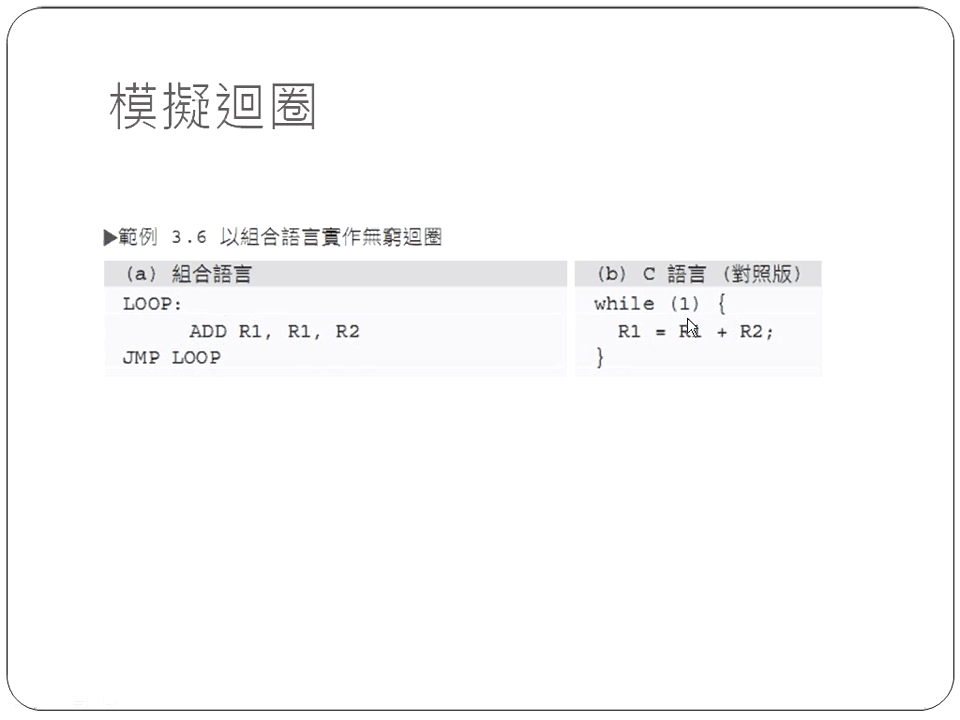 模擬迴圈
▶範例 3.6 以組合語言實作無窮迴圈
(a) 組合語言
LOOP:
ADD R1, R1, R2
JMP LOOP
(b) C 語言 (對照版)
while (1) {
R1 = R1 + R2;
}